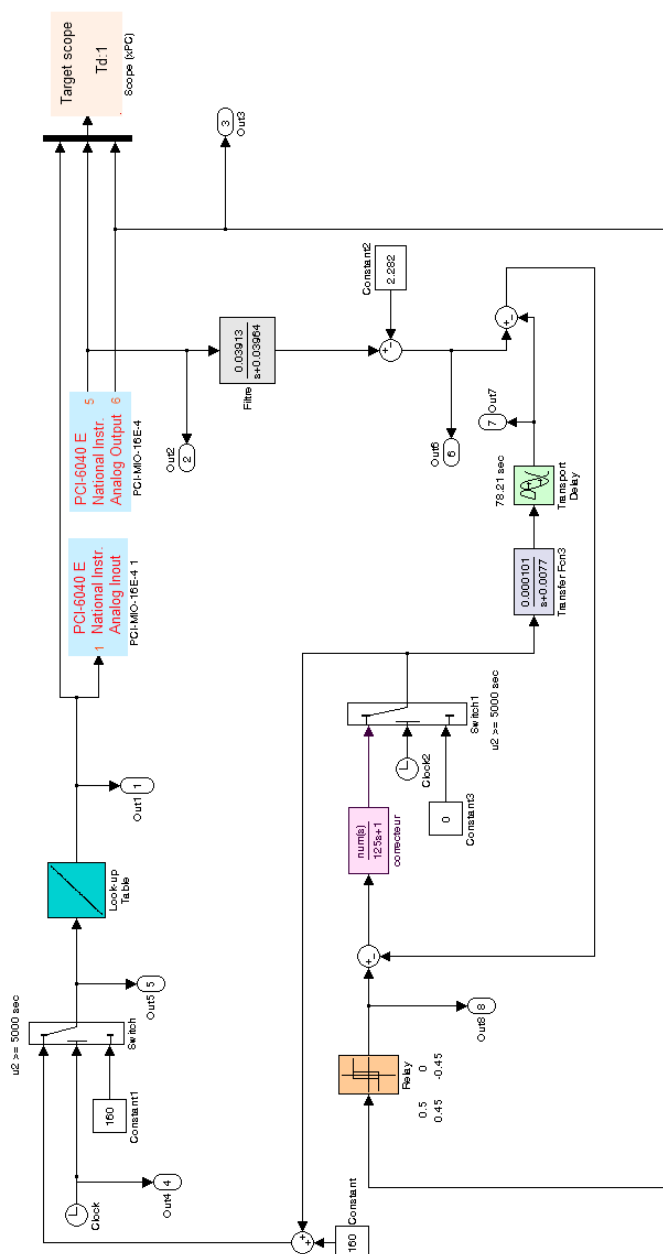 Target scope
Td:1
Scope (xPC)
3
Out3
PCI-6040 E
National Instr.
Analog Output
5
6
PCI-MIO-16E-4
PCI-6040 E
National Instr.
Analog Inout
1
PCI-MIO-16E-4 1
Out2
2
0.03913
s+0.03964
Filtre
Constant2
2.282
Out6
6
Out7
7
78.21 sec
Transport
Delay
0.000101
s+0.0077
Transfer Fcn3
Out1
1
Look-up
Table
u2 >= 5000 sec
Switch
Out5
5
160
Constant1
Clock
Out4
4
Switch1
u2 >= 5000 sec
Clock2
0
Constant3
num(s)
125s+1
correcteur
Out8
8
Relay
0.5 0
0.45 -0.45
160
Constant